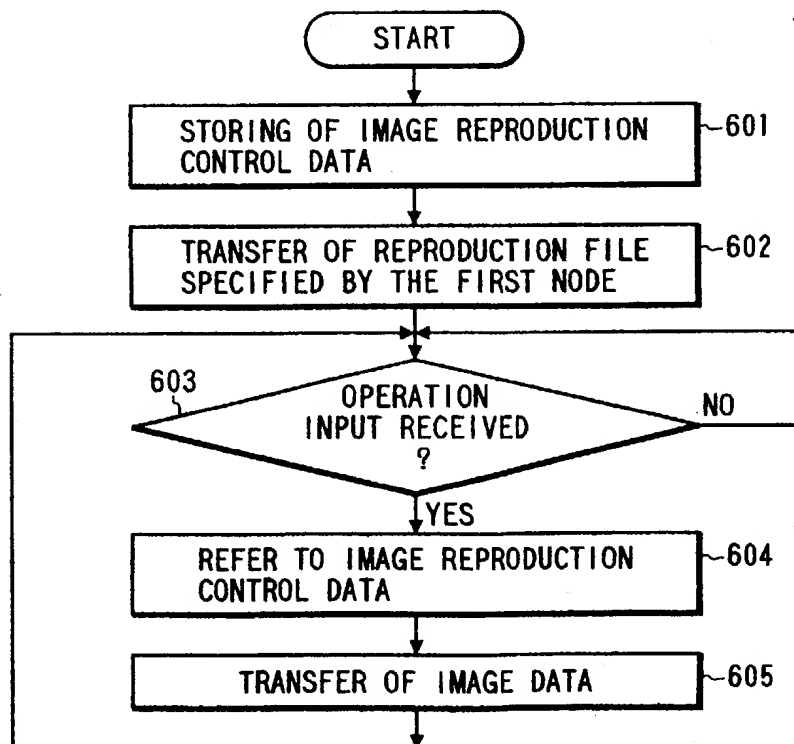 START
STORING OF IMAGE REPRODUCTION
CONTROL DATA
601
TRANSFER OF REPRODUCTION FILE
SPECIFIED BY THE FIRST NODE
602
603
OPERATION
INPUT RECEIVED
?
NO
YES
REFER TO IMAGE REPRODUCTION
CONTROL DATA
604
TRANSFER OF IMAGE DATA
605